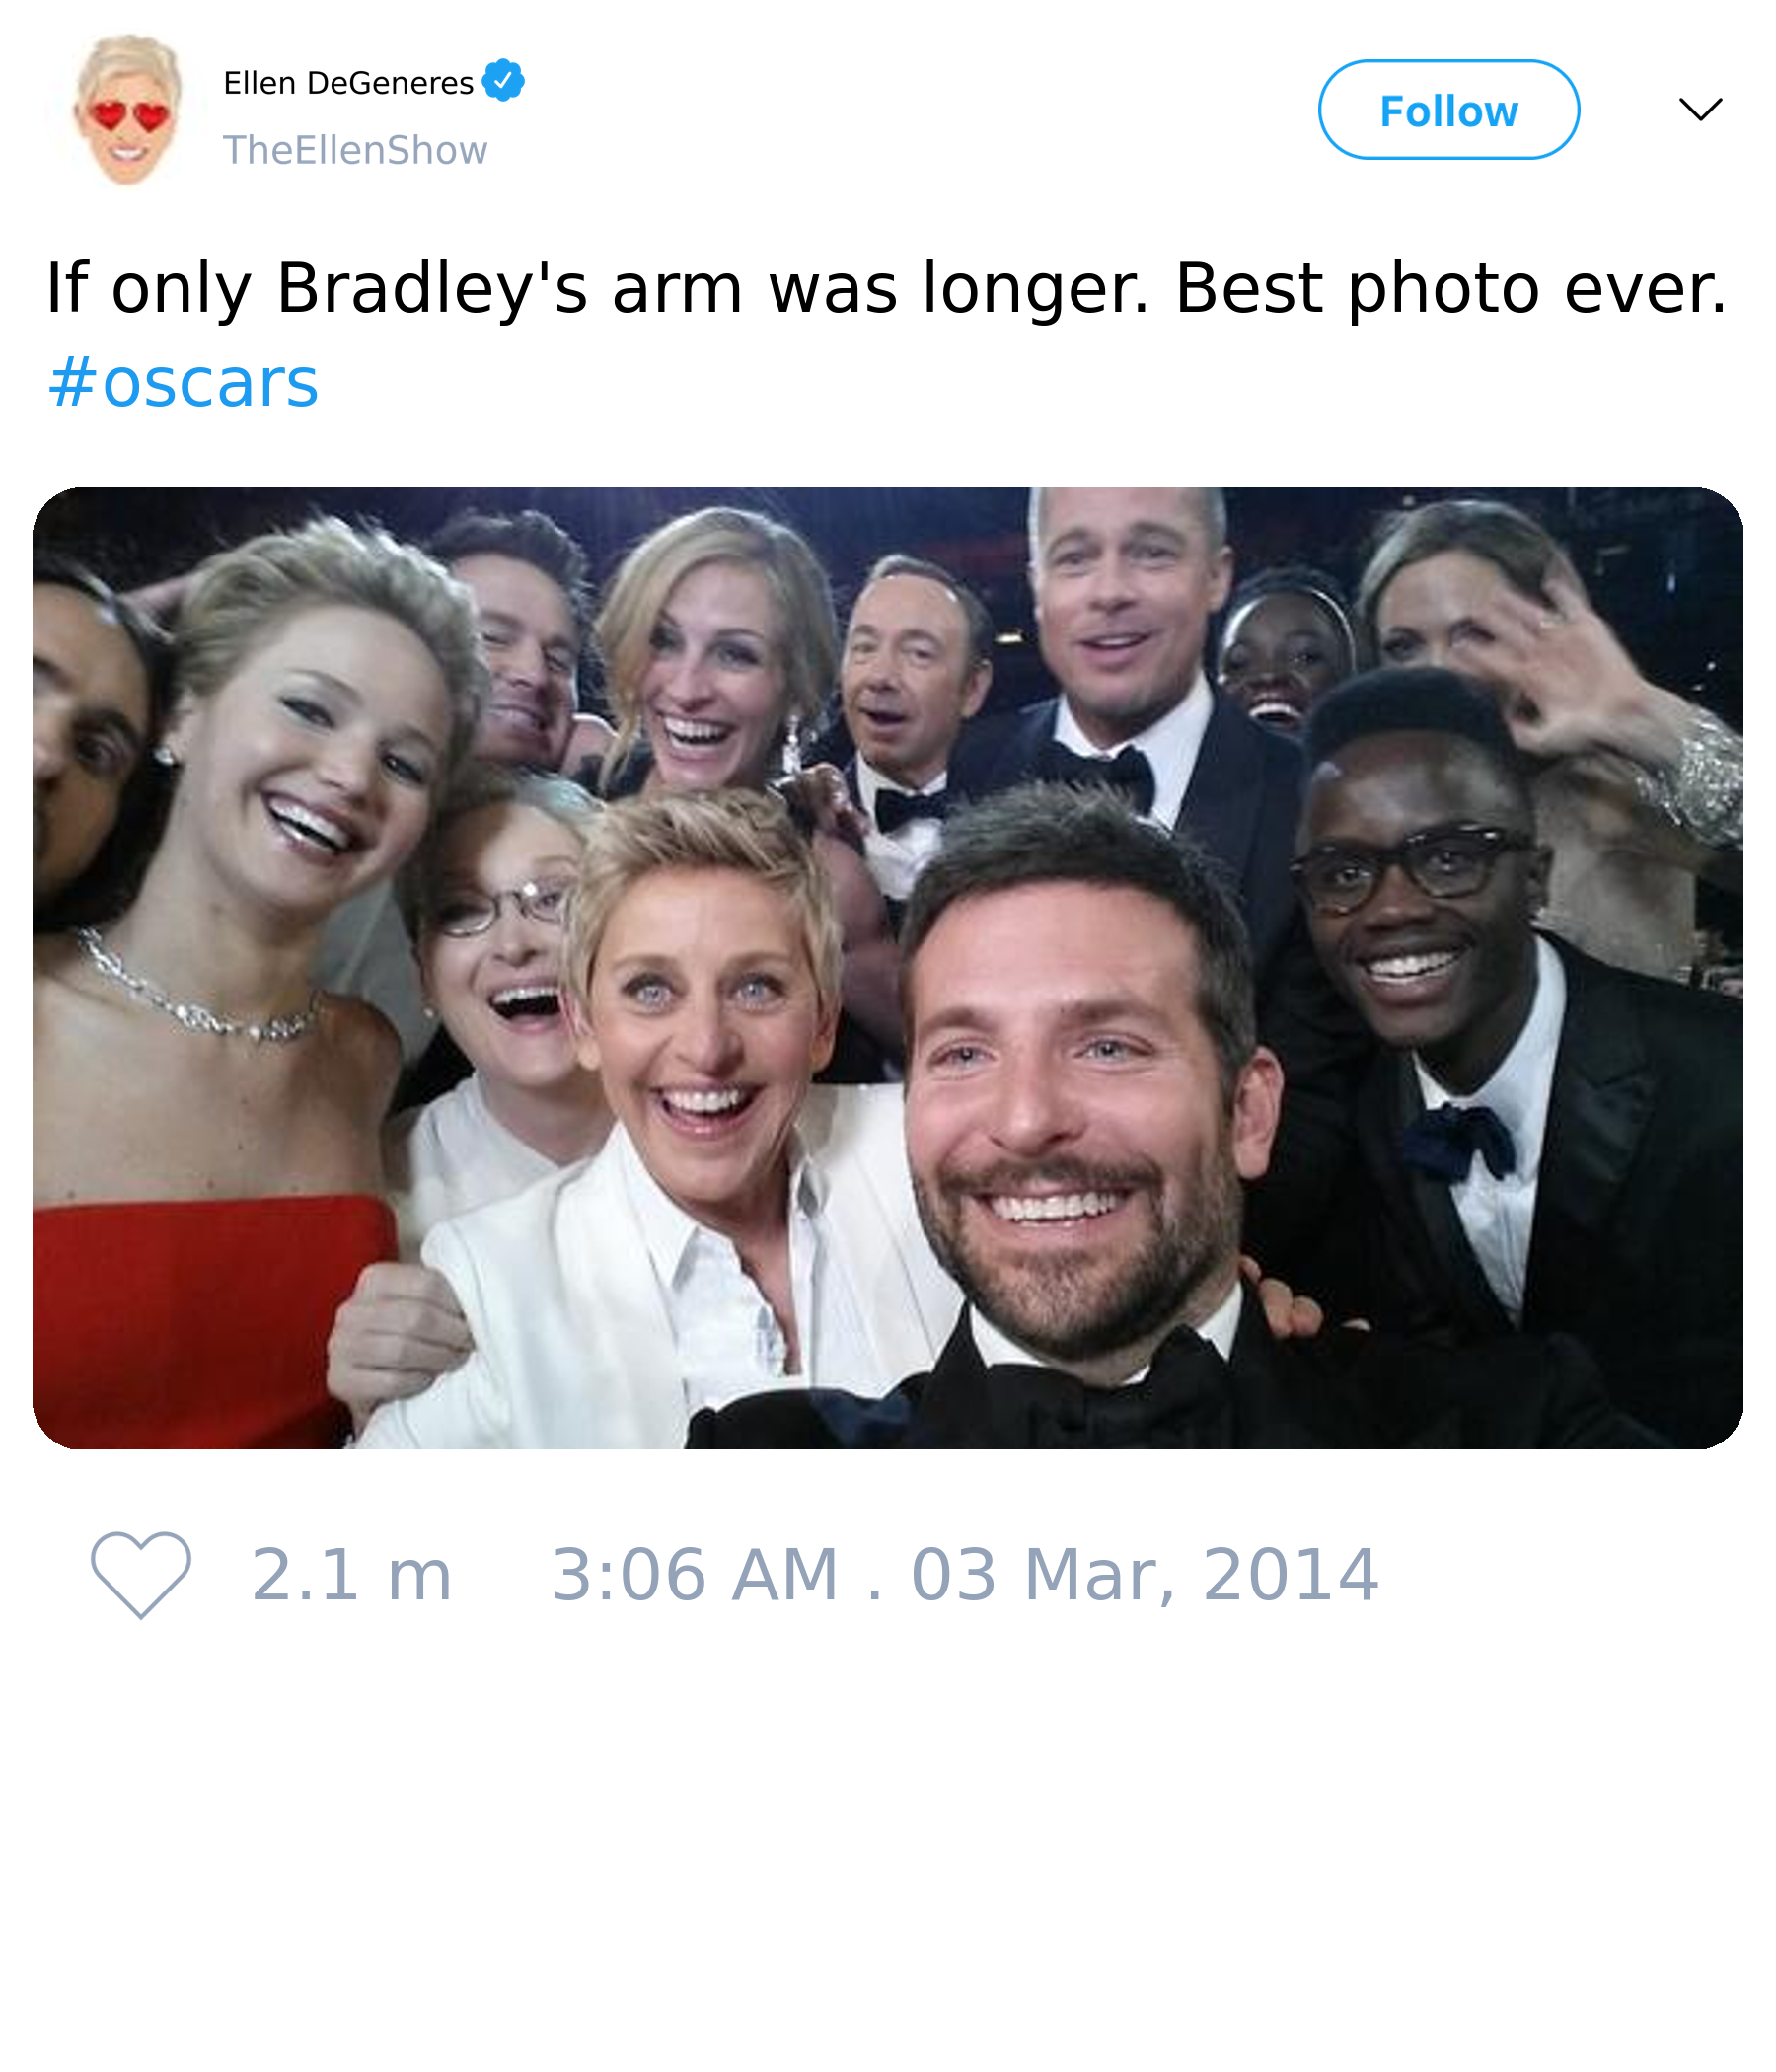 Ellen DeGeneres
TheEllenShow
Follow
If only Bradley's arm was longer. Best photo ever.
#oscars
2.1 m 3:06 AM . 03 Mar, 2014